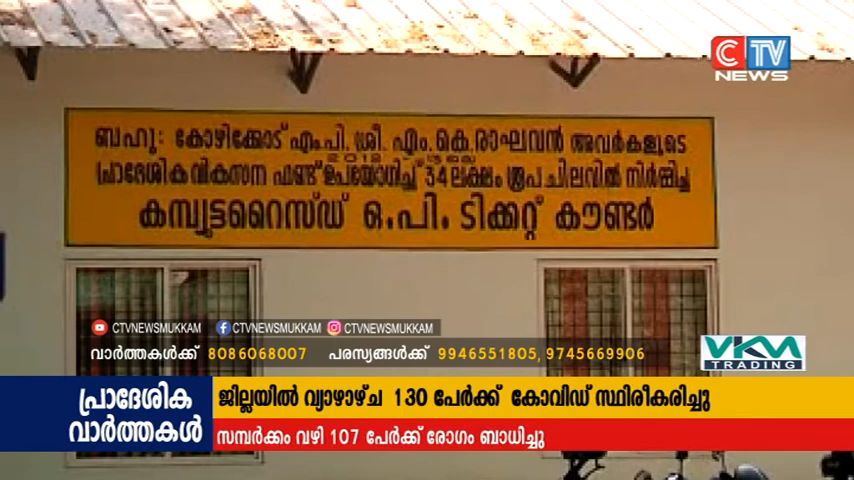 CTV
NEWS
ബഹു: കോഴിക്കോട് എം.പി. ശ്രീ. എം.കെ.രാഘവൻ അവർകളുടെ
പ്രാദേശിക വികസന ഫണ്ട് ഉപയോഗിച്ച് 34 ലക്ഷം രൂപ ചിലവിൽ നിർമ്മിച്ച
കമ്പ്യൂട്ടറൈസ്ഡ് ഒ.പി. ടിക്കറ്റ് കൗണ്ടർ
CTVNEWSMUKKAM CTVNEWSMUKKAM CTVNEWSMUKKAM
വാർത്തകൾക്ക് 8086068007 പരസ്യങ്ങൾക്ക് 9946551805, 9745669906
VKM
TRADING
പ്രാദേശിക
വാർത്തകൾ
ജില്ലയിൽ വ്യാഴാഴ്ച 130 പേർക്ക് കോവിഡ് സ്ഥിരീകരിച്ചു
സമ്പർക്കം വഴി 107 പേർക്ക് രോഗം ബാധിച്ചു